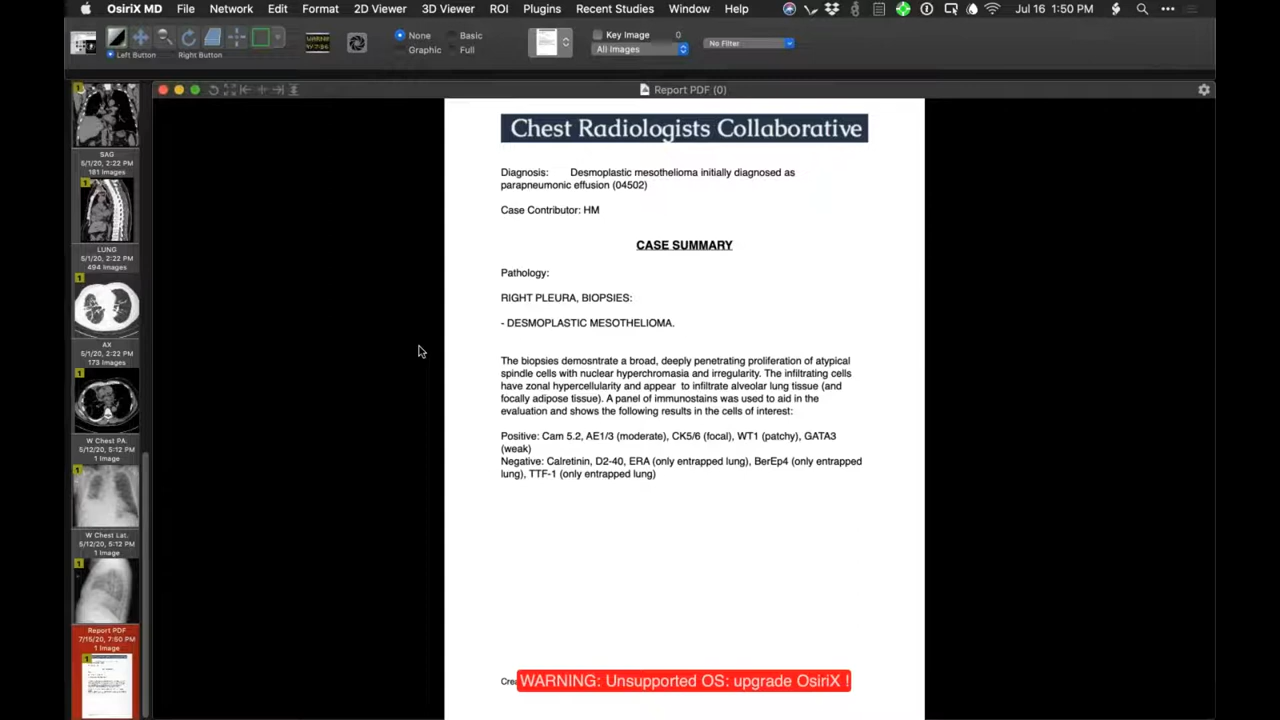 OsiriX MD File Network Edit Format 2D Viewer 3D Viewer ROI Plugins Recent Studies Window Help Jul 16 1:50 PM
None Basic
Key Image 0
No Filter
Graphic Full
All Images
Left Button Right Button
Report PDF (0)
SAG
5/1/20, 2:22 PM
181 Images
LUNG
5/1/20, 2:22 PM
494 Images
AX
5/1/20, 2:22 PM
173 Images
W Chest PA.
5/12/20, 5:12 PM
1 Image
W Chest Lat.
5/12/20, 5:12 PM
1 Image
Report PDF
7/15/20, 7:50 PM
1 Image
Chest Radiologists Collaborative
Diagnosis: Desmoplastic mesothelioma initially diagnosed as
parapneumonic effusion (04502)
Case Contributor: HM
CASE SUMMARY
Pathology:
RIGHT PLEURA, BIOPSIES:
- DESMOPLASTIC MESOTHELIOMA.
The biopsies demosntrate a broad, deeply penetrating proliferation of atypical
spindle cells with nuclear hyperchromasia and irregularity. The infiltrating cells
have zonal hypercellularity and appear to infiltrate alveolar lung tissue (and
focally adipose tissue). A panel of immunostains was used to aid in the
evaluation and shows the following results in the cells of interest:
Positive: Cam 5.2, AE1/3 (moderate), CK5/6 (focal), WT1 (patchy), GATA3
(weak)
Negative: Calretinin, D2-40, ERA (only entrapped lung), BerEp4 (only entrapped
lung), TTF-1 (only entrapped lung)
WARNING: Unsupported OS: upgrade OsiriX !